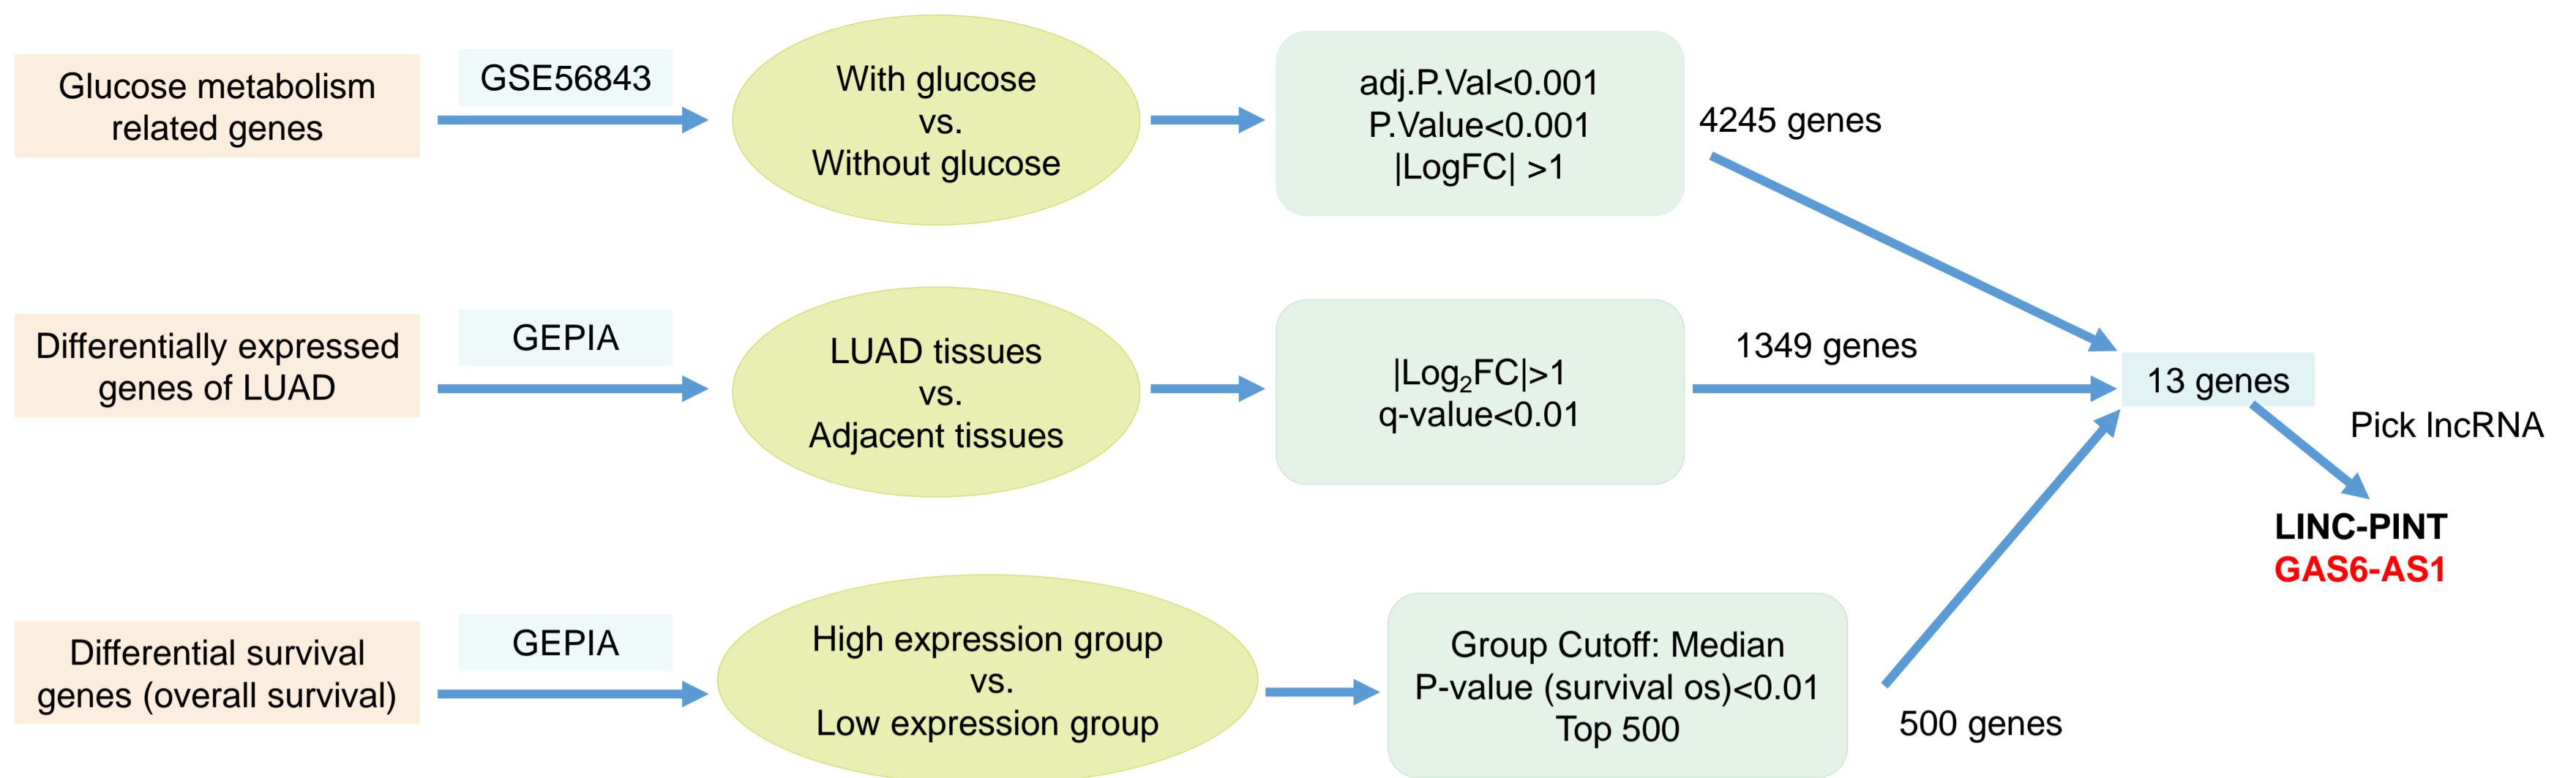 Glucose metabolism
related genes
GSE56843
With glucose
vs.
Without glucose
adj.P.Val<0.001
P.Value<0.001
|LogFC| >1
4245 genes
Differentially expressed
genes of LUAD
GEPIA
LUAD tissues
vs.
Adjacent tissues
|Log₂FC|>1
q-value<0.01
1349 genes
13 genes
Pick lncRNA
LINC-PINT
GAS6-AS1
Differential survival
genes (overall survival)
GEPIA
High expression group
vs.
Low expression group
Group Cutoff: Median
P-value (survival os)<0.01
Top 500
500 genes